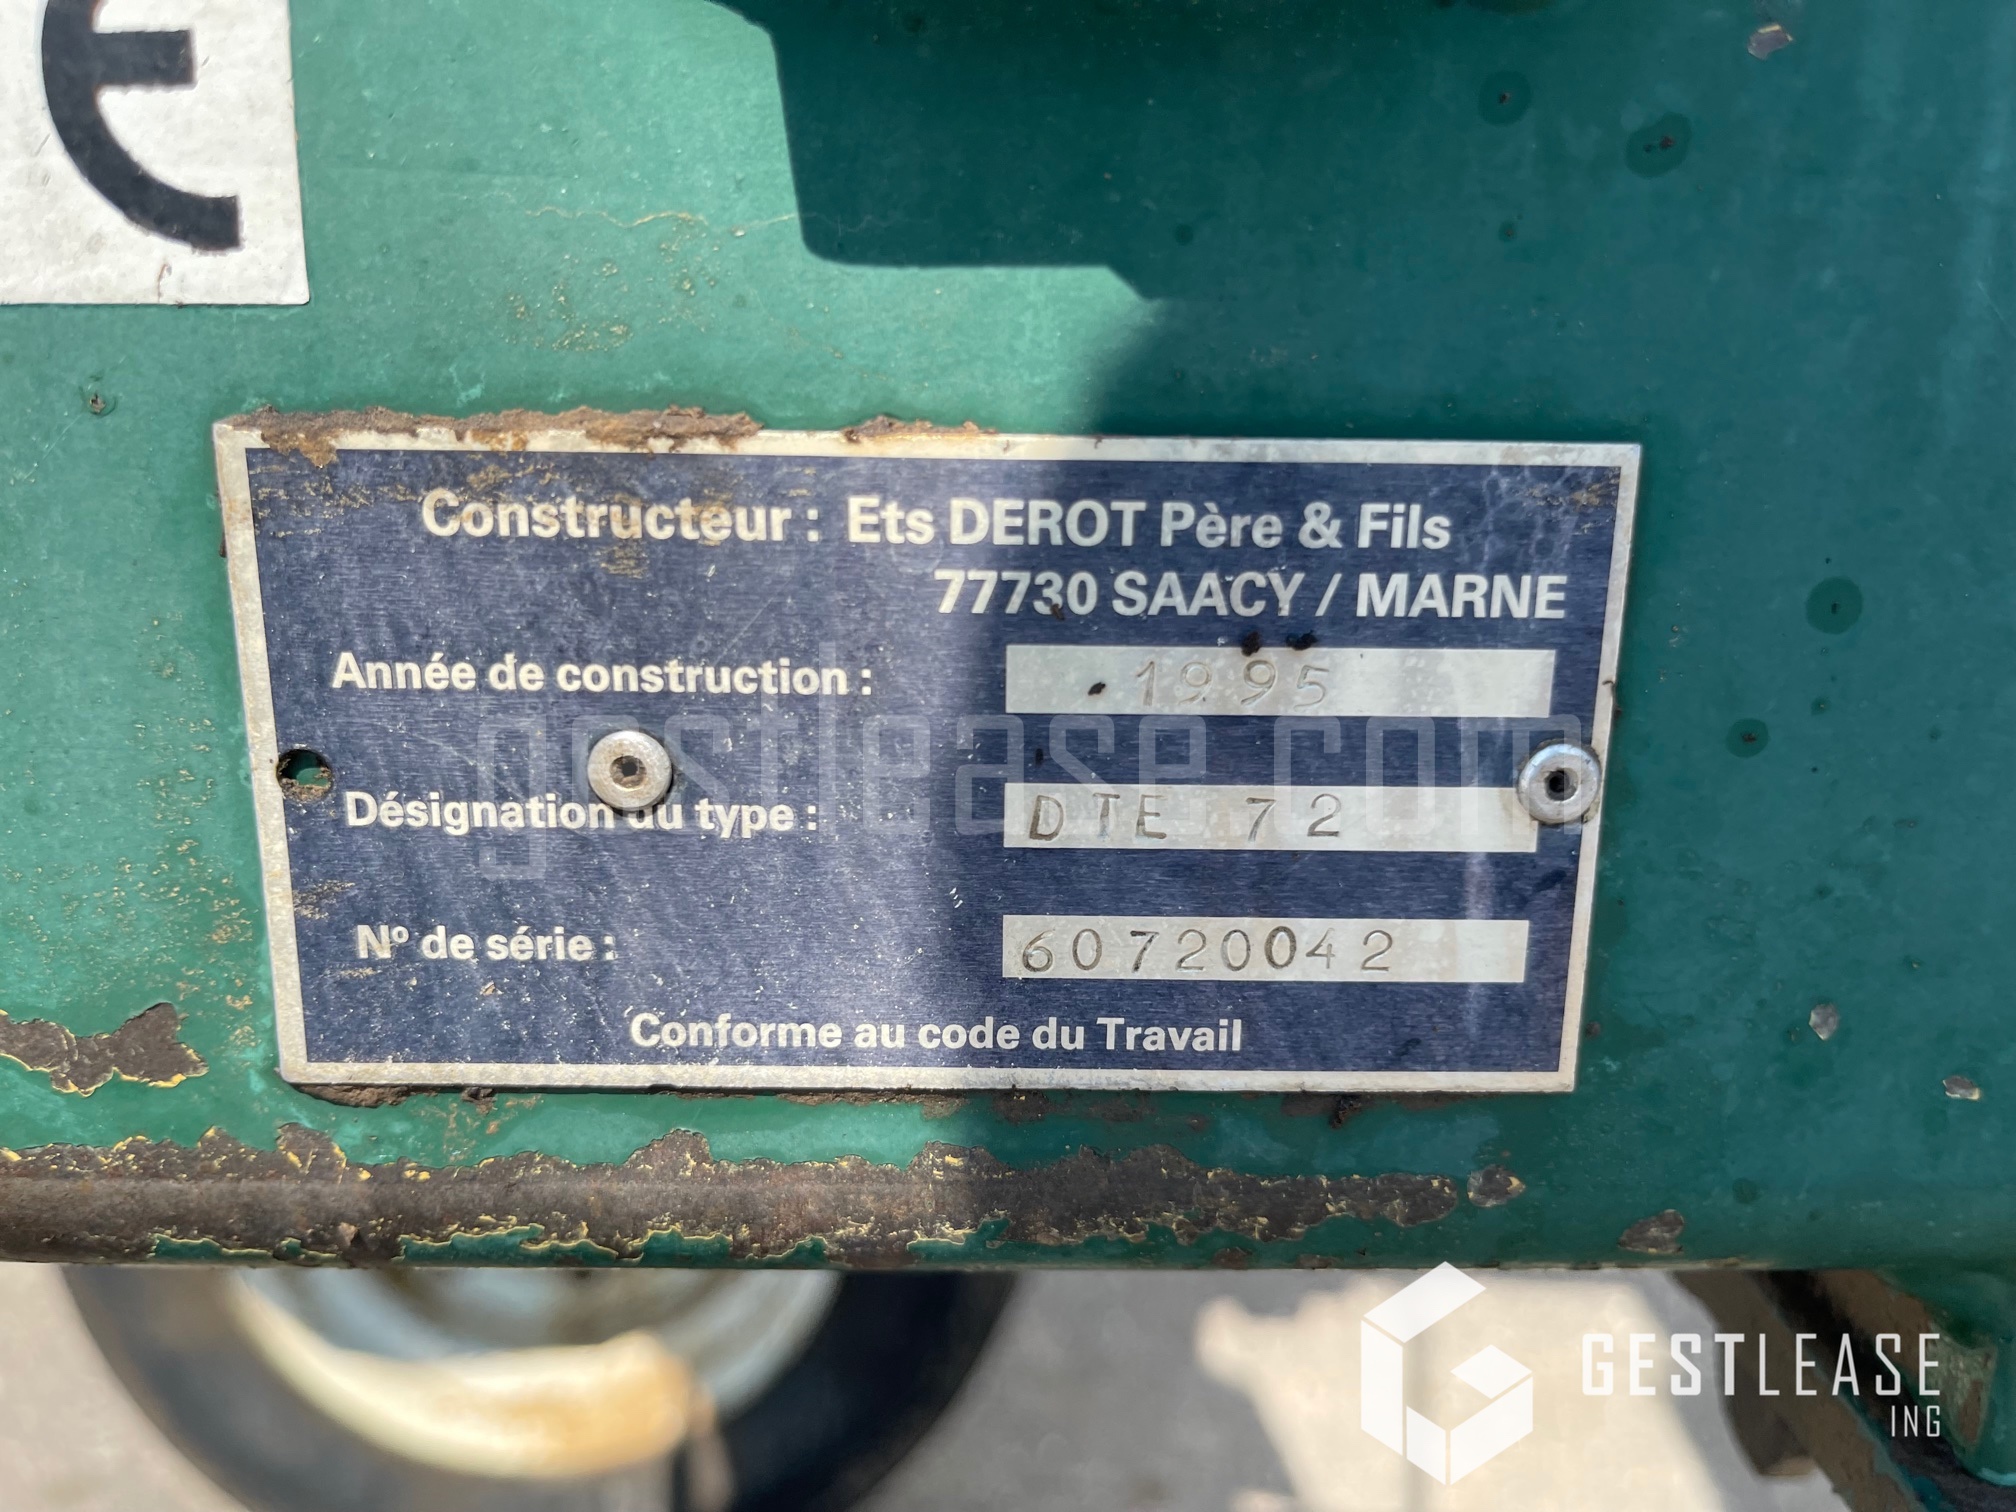 CE
Constructeur : Ets DEROT Père & Fils
77730 SAACY / MARNE
Année de construction : 1995
Désignation du type : DTE 72
N° de série : 60720042
Conforme au code du Travail
gestlease.com
GESTLEASE
ING